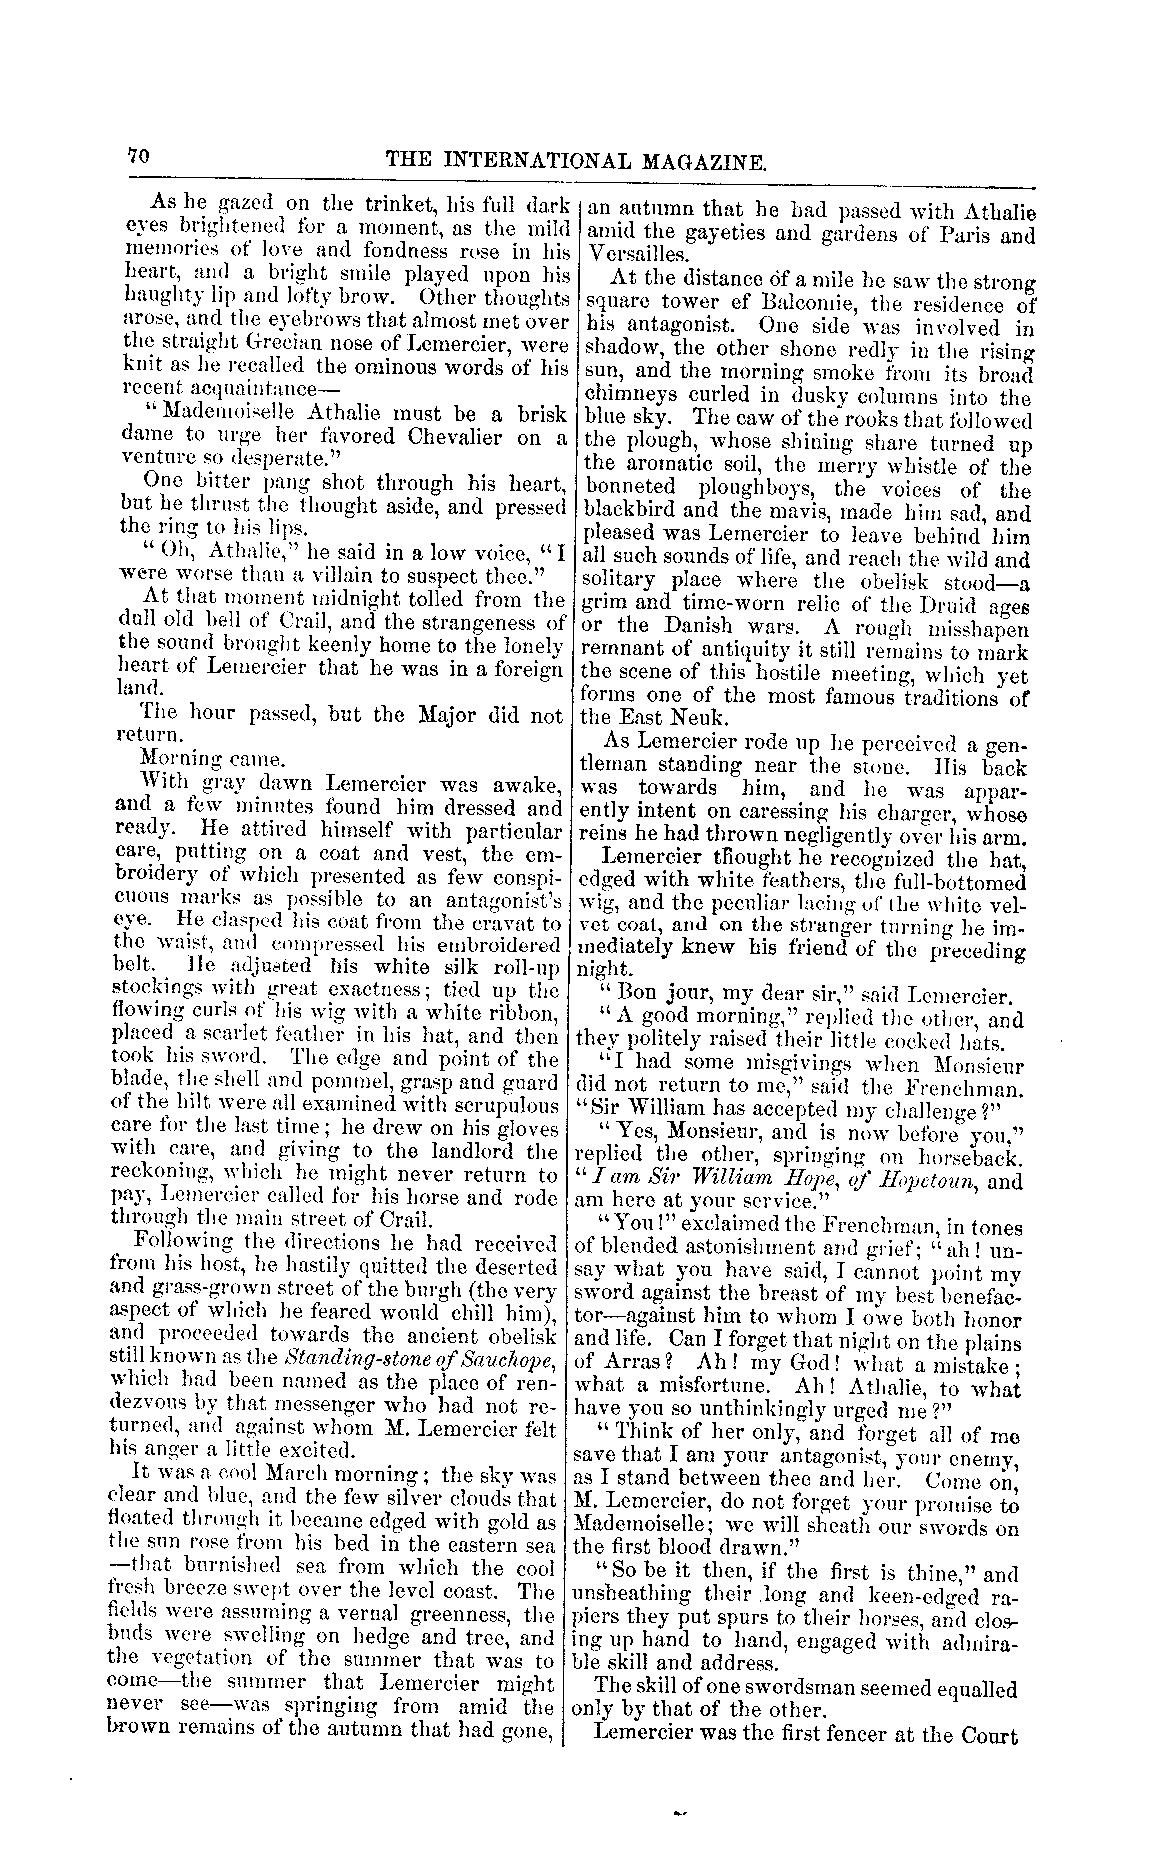 70
THE INTERNATIONAL MAGAZINE.
As he gazed on the trinket, his full dark
eyes brightened for a moment, as the mild
memories of love and fondness rose in his
heart, and a bright smile played upon his
haughty lip and lofty brow. Other thoughts
arose, and the eyebrows that almost met over
the straight Grecian nose of Lemercier, were
knit as he recalled the ominous words of his
recent acquaintance—
"Mademoiselle Athalie must be a brisk
dame to urge her favored Chevalier on a
venture so desperate."
One bitter pang shot through his heart,
but he thrust the thought aside, and pressed
the ring to his lips.
"Oh, Athalie," he said in a low voice, "I
were worse than a villain to suspect thee."
At that moment midnight tolled from the
dull old bell of Crail, and the strangeness of
the sound brought keenly home to the lonely
heart of Lemercier that he was in a foreign
land.
The hour passed, but the Major did not
return.
Morning came.
With gray dawn Lemercier was awake,
and a few minutes found him dressed and
ready. He attired himself with particular
care, putting on a coat and vest, the em-
broidery of which presented as few conspi-
cuous marks as possible to an antagonist's
eye. He clasped his coat from the cravat to
the waist, and compressed his embroidered
belt. He adjusted his white silk roll-up
stockings with great exactness; tied up the
flowing curls of his wig with a white ribbon,
placed a scarlet feather in his hat, and then
took his sword. The edge and point of the
blade, the shell and pommel, grasp and guard
of the hilt were all examined with scrupulous
care for the last time; he drew on his gloves
with care, and giving to the landlord the
reckoning, which he might never return to
pay, Lemercier called for his horse and rode
through the main street of Crail.
Following the directions he had received
from his host, he hastily quitted the deserted
and grass-grown street of the burgh (the very
aspect of which he feared would chill him),
and proceeded towards the ancient obelisk
still known as the Standing-stone of Sauchope,
which had been named as the place of ren-
dezvous by that messenger who had not re-
turned, and against whom M. Lemercier felt
his anger a little excited.
It was a cool March morning; the sky was
clear and blue, and the few silver clouds that
floated through it became edged with gold as
the sun rose from his bed in the eastern sea
—that burnished sea from which the cool
fresh breeze swept over the level coast. The
fields were assuming a vernal greenness, the
buds were swelling on hedge and tree, and
the vegetation of the summer that was to
come—the summer that Lemercier might
never see—was springing from amid the
brown remains of the autumn that had gone,
an autumn that he had passed with Athalie
amid the gayeties and gardens of Paris and
Versailles.
At the distance of a mile he saw the strong
square tower ef Balcomie, the residence of
his antagonist. One side was involved in
shadow, the other shone redly in the rising
sun, and the morning smoke from its broad
chimneys curled in dusky columns into the
blue sky. The caw of the rooks that followed
the plough, whose shining share turned up
the aromatic soil, the merry whistle of the
bonneted ploughboys, the voices of the
blackbird and the mavis, made him sad, and
pleased was Lemercier to leave behind him
all such sounds of life, and reach the wild and
solitary place where the obelisk stood—a
grim and time-worn relic of the Druid ages
or the Danish wars. A rough misshapen
remnant of antiquity it still remains to mark
the scene of this hostile meeting, which yet
forms one of the most famous traditions of
the East Neuk.
As Lemercier rode up he perceived a gen-
tleman standing near the stone. His back
was towards him, and he was appar-
ently intent on caressing his charger, whose
reins he had thrown negligently over his arm.
Lemercier thought he recognized the hat,
edged with white feathers, the full-bottomed
wig, and the peculiar lacing of the white vel-
vet coat, and on the stranger turning he im-
mediately knew his friend of the preceding
night.
"Bon jour, my dear sir," said Lemercier.
"A good morning," replied the other, and
they politely raised their little cocked hats.
"I had some misgivings when Monsieur
did not return to me," said the Frenchman.
"Sir William has accepted my challenge?"
"Yes, Monsieur, and is now before you,"
replied the other, springing on horseback.
"I am Sir William Hope, of Hopetoun, and
am here at your service."
"You!" exclaimed the Frenchman, in tones
of blended astonishment and grief; "ah! un-
say what you have said, I cannot point my
sword against the breast of my best benefac-
tor—against him to whom I owe both honor
and life. Can I forget that night on the plains
of Arras? Ah! my God! what a mistake;
what a misfortune. Ah! Athalie, to what
have you so unthinkingly urged me?"
"Think of her only, and forget all of me
save that I am your antagonist, your enemy,
as I stand between thee and her. Come on,
M. Lemercier, do not forget your promise to
Mademoiselle; we will sheath our swords on
the first blood drawn."
"So be it then, if the first is thine," and
unsheathing their long and keen-edged ra-
piers they put spurs to their horses, and clos-
ing up hand to hand, engaged with admira-
ble skill and address.
The skill of one swordsman seemed equalled
only by that of the other.
Lemercier was the first fencer at the Court